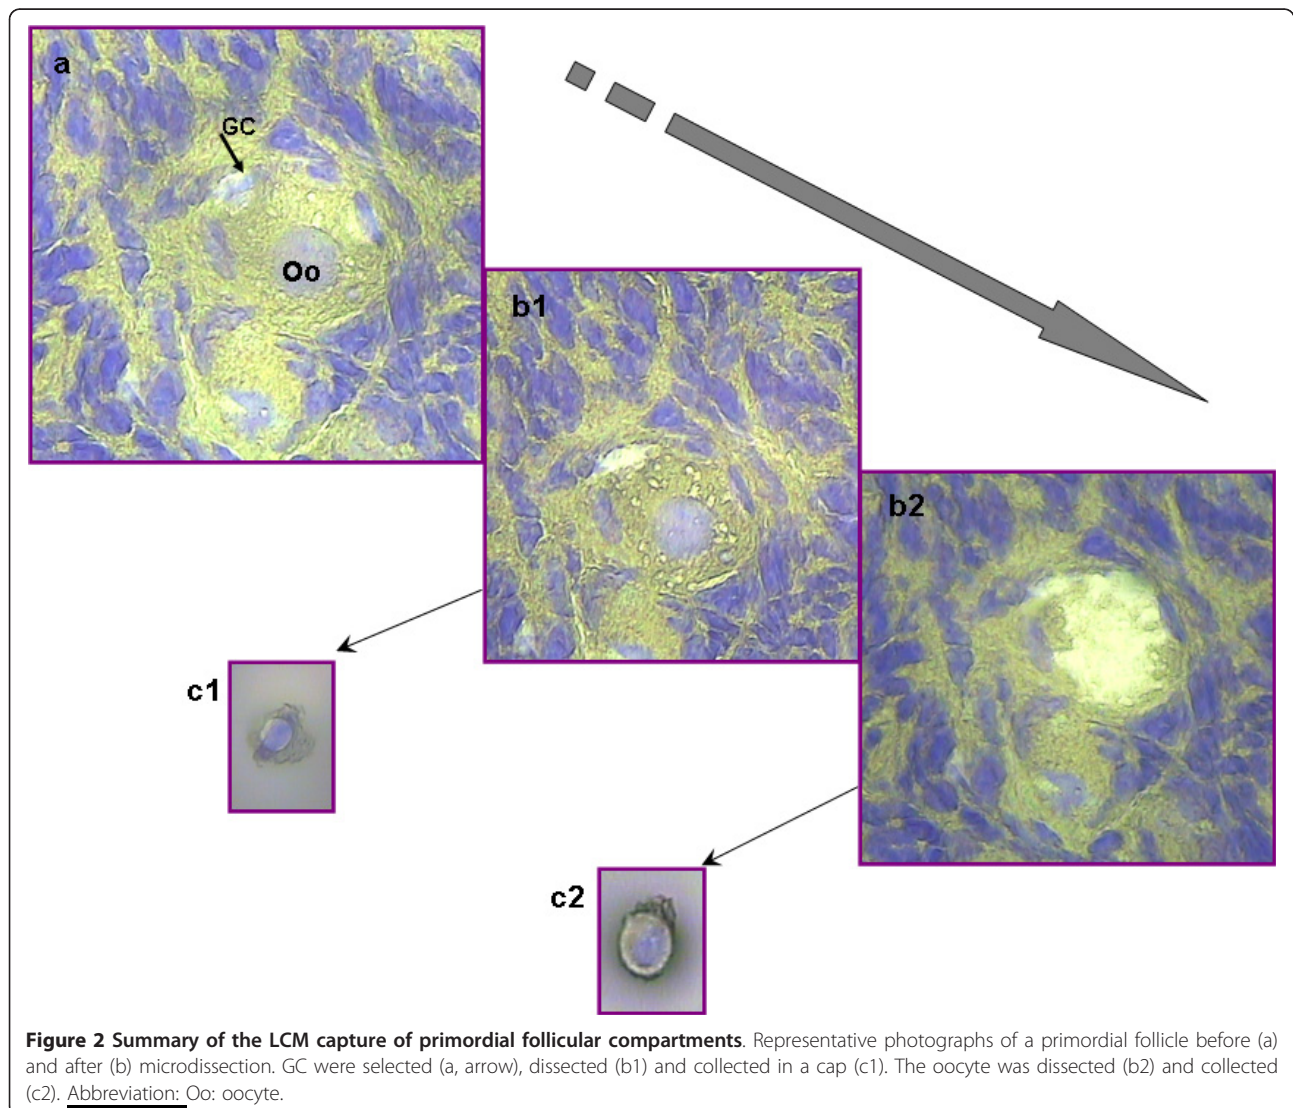 a
GC
Oo
b1
b2
c1
c2
Figure 2 Summary of the LCM capture of primordial follicular compartments. Representative photographs of a primordial follicle before (a)
and after (b) microdissection. GC were selected (a, arrow), dissected (b1) and collected in a cap (c1). The oocyte was dissected (b2) and collected
(c2). Abbreviation: Oo: oocyte.